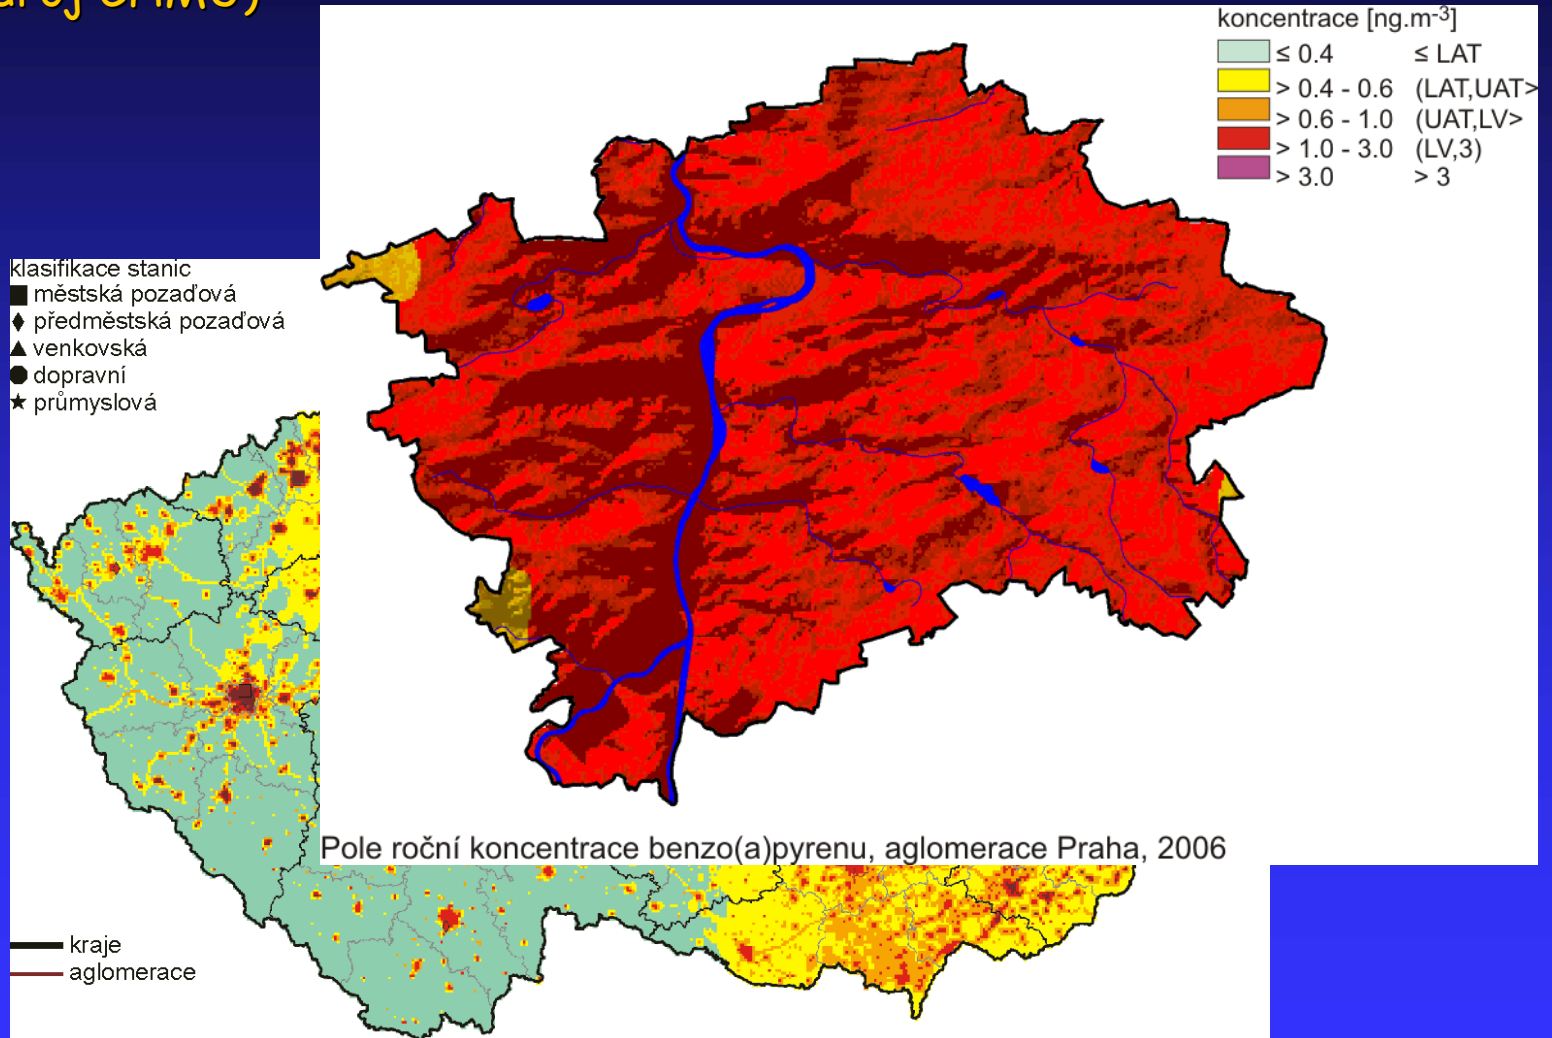 koncentrace [ng.m-3]
≤ 0.4 ≤ LAT
> 0.4 - 0.6 (LAT,UAT>
> 0.6 - 1.0 (UAT,LV>
> 1.0 - 3.0 (LV,3)
> 3.0 > 3
klasifikace stanic
městská pozaďová
předměstská pozaďová
venkovská
dopravní
průmyslová
Pole roční koncentrace benzo(a)pyrenu, aglomerace Praha, 2006
kraje
aglomerace